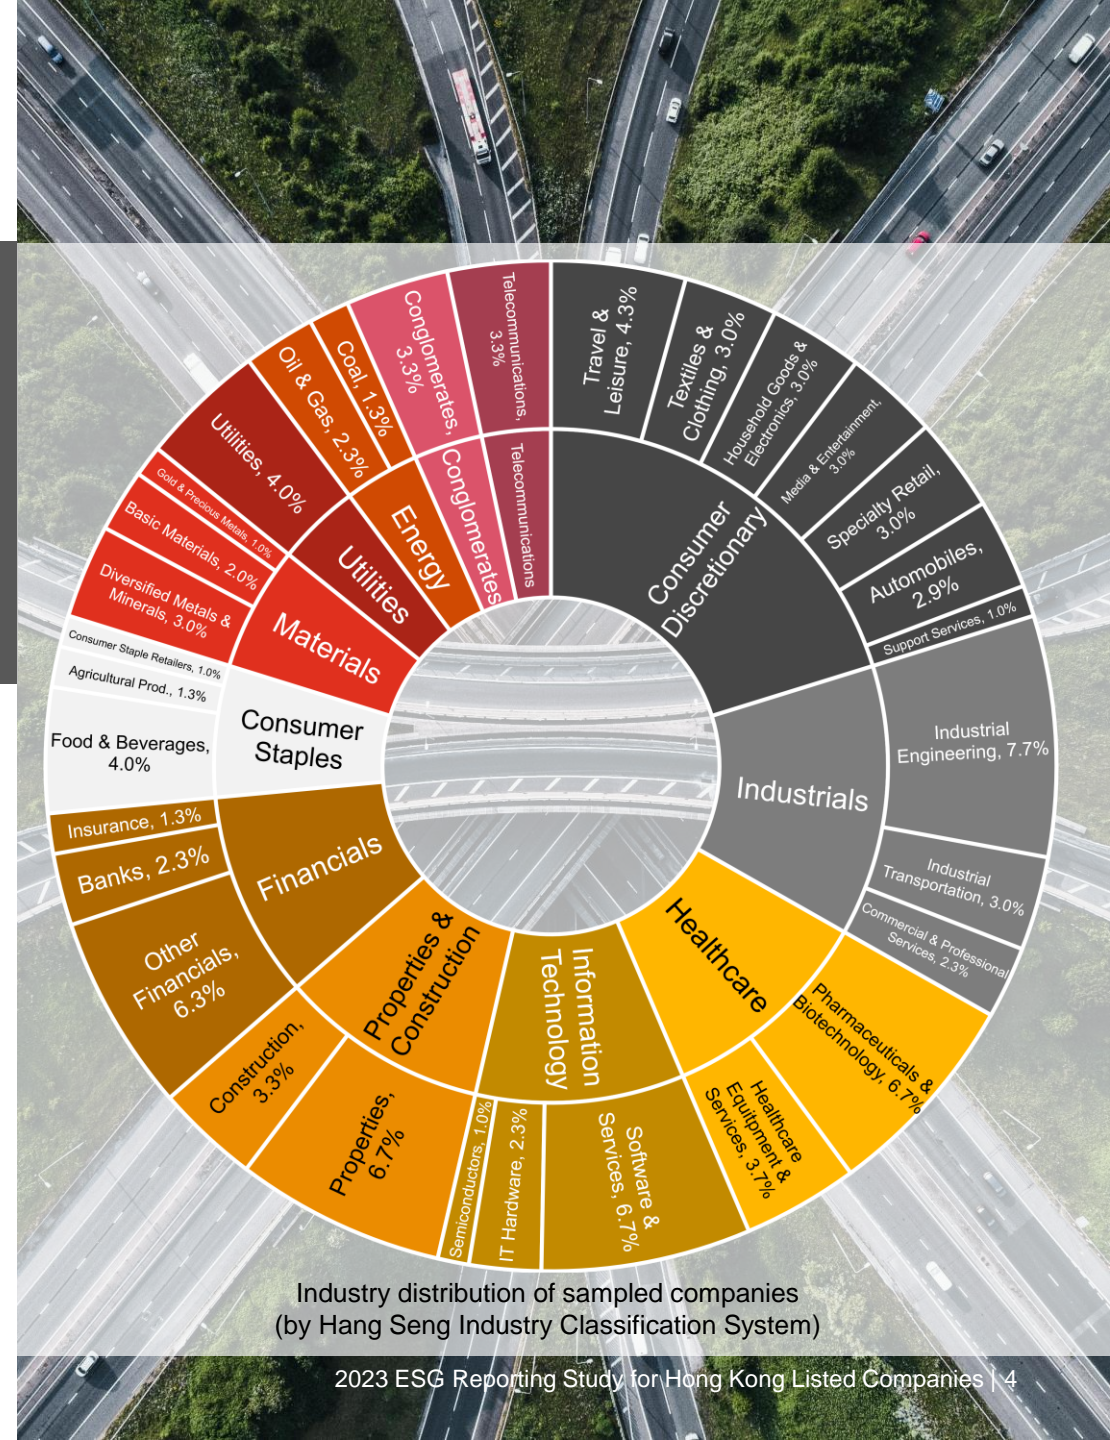 Telecommunications,
3.3%
Travel &
Leisure, 4.3%
Textiles &
Clothing, 3.0%
Household Goods &
Electronics, 3.0%
Media & Entertainment,
3.0%
Specialty Retail,
3.0%
Automobiles,
2.9%
Support Services, 1.0%
Industrial
Engineering, 7.7%
Industrial
Transportation, 3.0%
Commercial & Professional
Services, 2.3%
Pharmaceuticals &
Biotechnology, 6.7%
Healthcare
Equitpment &
Services, 3.7%
Software &
Services, 6.7%
IT Hardware, 2.3%
Semiconductors, 1.0%
Properties,
6.7%
Construction,
3.3%
Other
Financials,
6.3%
Banks, 2.3%
Insurance, 1.3%
Food & Beverages,
4.0%
Agricultural Prod., 1.3%
Consumer Staple Retailers, 1.0%
Diversified Metals &
Minerals, 3.0%
Basic Materials, 2.0%
Gold & Precious Metals, 1.0%
Utilities, 4.0%
Oil & Gas, 2.3%
Coal, 1.3%
Conglomerates,
3.3%
Telecommunications
Consumer
Discretionary
Industrials
Healthcare
Information
Technology
Properties &
Construction
Financials
Consumer
Staples
Materials
Utilities
Energy
Conglomerates
Industry distribution of sampled companies
(by Hang Seng Industry Classification System)
2023 ESG Reporting Study for Hong Kong Listed Companies | 4